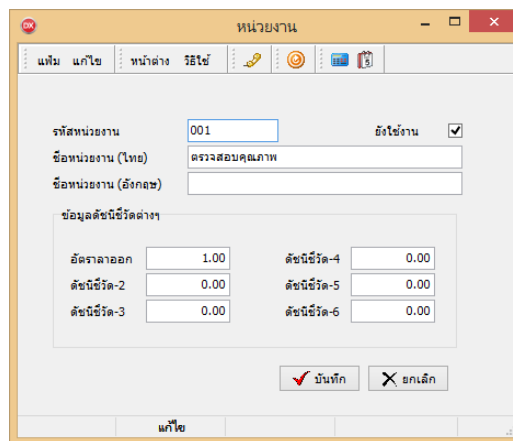 DX หน่วยงาน
แฟ้ม แก้ไข หน้าต่าง วิธีใช้ 5
รหัสหน่วยงาน 001 ยังใช้งาน
ชื่อหน่วยงาน (ไทย) ตรวจสอบคุณภาพ
ชื่อหน่วยงาน (อังกฤษ)
ข้อมูลดัชนีชี้วัดต่างๆ
อัตราลาออก 1.00 ดัชนีชี้วัด-4 0.00
ดัชนีชี้วัด-2 0.00 ดัชนีชี้วัด-5 0.00
ดัชนีชี้วัด-3 0.00 ดัชนีชี้วัด-6 0.00
บันทึก ยกเลิก
แก้ไข